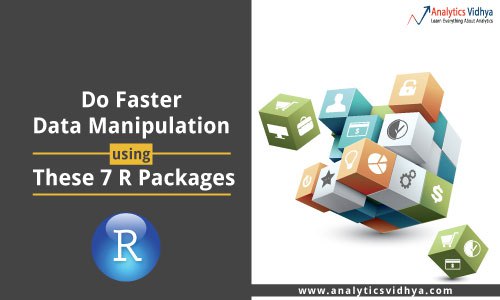 Do Faster
Data Manipulation
using
These 7 R Packages
R
Analytics Vidhya
Learn Everything About Analytics
$
www.analyticsvidhya.com